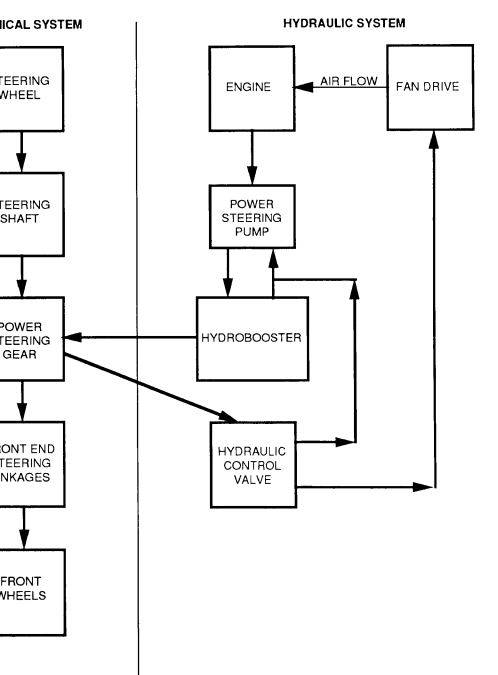 ICAL SYSTEM
HYDRAULIC SYSTEM
TEERING
WHEEL
ENGINE
AIR FLOW
FAN DRIVE
TEERING
SHAFT
POWER
STEERING
PUMP
POWER
TEERING
GEAR
HYDROBOOSTER
RONT END
TEERING
NKAGES
HYDRAULIC
CONTROL
VALVE
FRONT
WHEELS